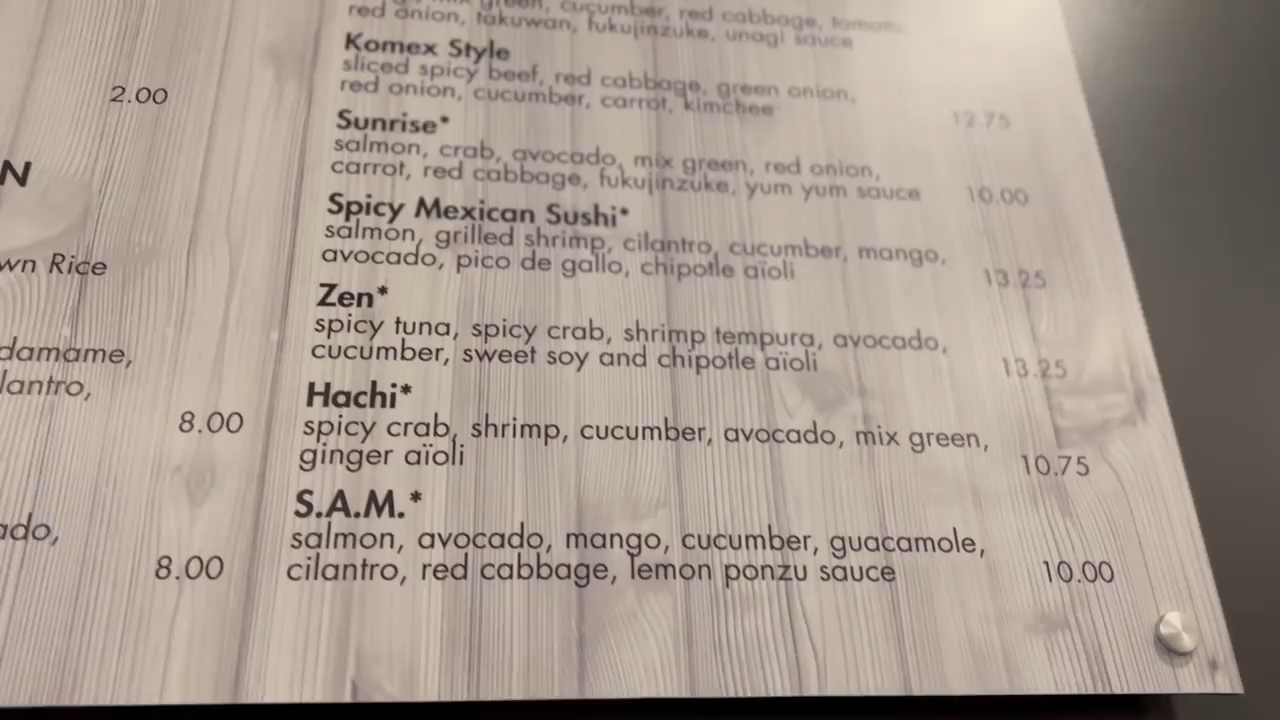 2.00
N
wn Rice
damame,
lantro,
8.00
ado,
8.00
green, cucumber, red cabbage, tomato,
red onion, takuwan, fukujinzuke, unagi sauce
Komex Style
sliced spicy beef, red cabbage, green onion,
red onion, cucumber, carrot, kimchee 12.75
Sunrise*
salmon, crab, avocado, mix green, red onion,
carrot, red cabbage, fukujinzuke, yum yum sauce 10.00
Spicy Mexican Sushi*
salmon, grilled shrimp, cilantro, cucumber, mango,
avocado, pico de gallo, chipotle aïoli 13.25
Zen*
spicy tuna, spicy crab, shrimp tempura, avocado,
cucumber, sweet soy and chipotle aïoli 13.25
Hachi*
spicy crab, shrimp, cucumber, avocado, mix green,
ginger aïoli 10.75
S.A.M.*
salmon, avocado, mango, cucumber, guacamole,
cilantro, red cabbage, lemon ponzu sauce 10.00